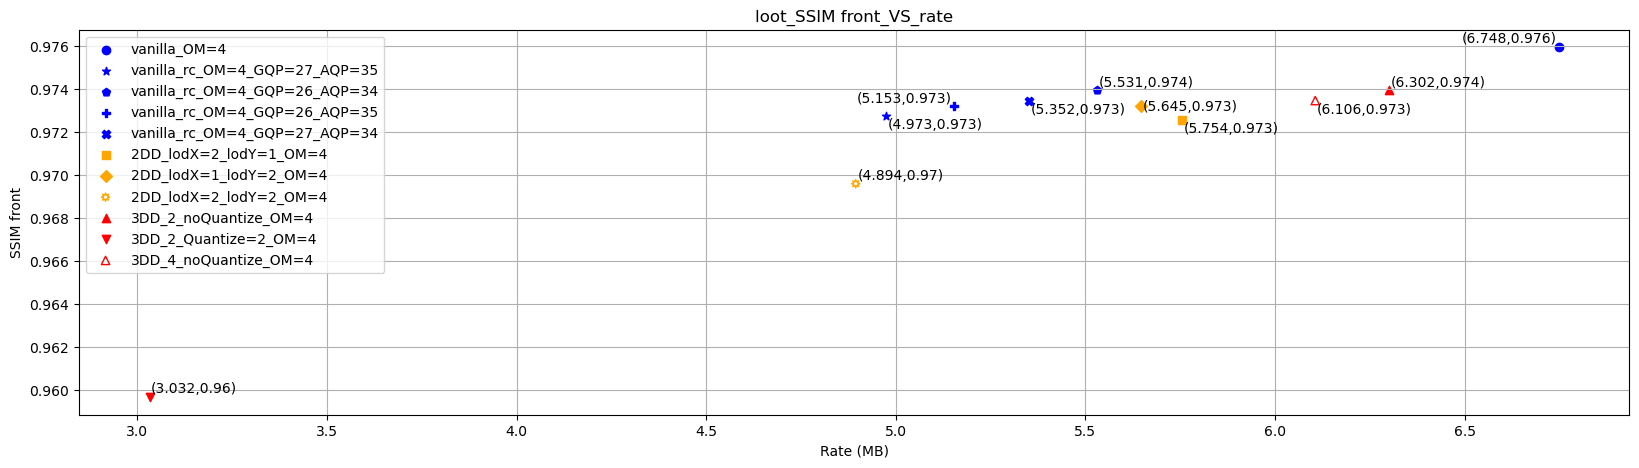 loot_SSIM front_VS_rate
0.976
0.974
0.972
0.970
0.968
0.966
0.964
0.962
0.960
SSIM front
vanilla_OM=4
vanilla_rc_OM=4_GQP=27_AQP=35
vanilla_rc_OM=4_GQP=26_AQP=34
vanilla_rc_OM=4_GQP=26_AQP=35
vanilla_rc_OM=4_GQP=27_AQP=34
2DD_lodX=2_lodY=1_OM=4
2DD_lodX=1_lodY=2_OM=4
2DD_lodX=2_lodY=2_OM=4
3DD_2_noQuantize_OM=4
3DD_2_Quantize=2_OM=4
3DD_4_noQuantize_OM=4
(6.748,0.976)
(5.531,0.974)
(6.302,0.974)
(5.153,0.973)
(5.352,0.973)
(5.645,0.973)
(6.106,0.973)
(4.973,0.973)
(5.754,0.973)
(4.894,0.97)
(3.032,0.96)
3.0
3.5
4.0
4.5
5.0
5.5
6.0
6.5
Rate (MB)